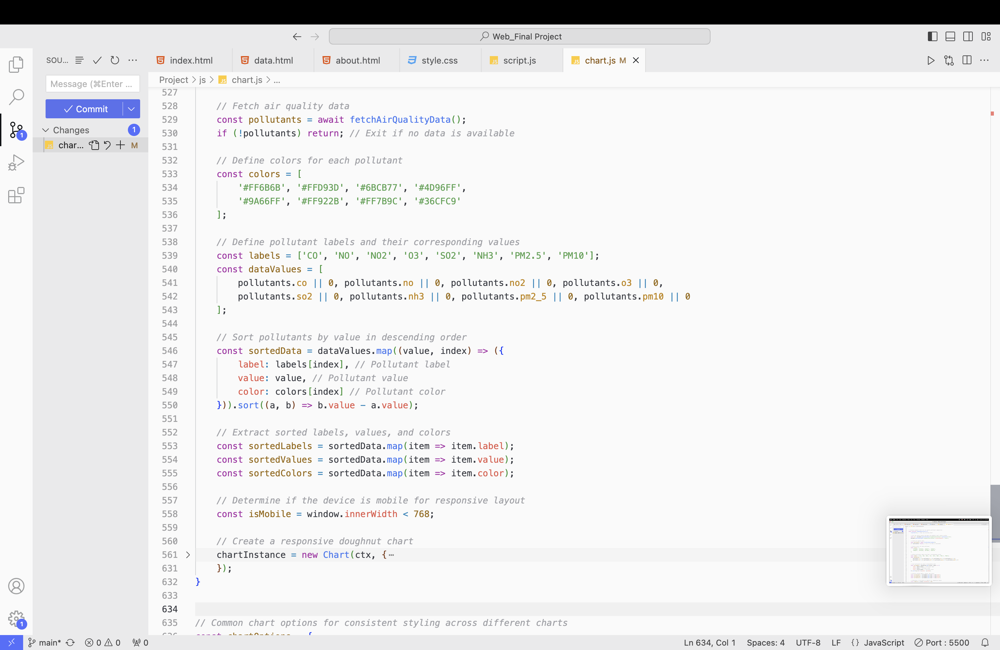 Web_Final Project
SOU...
index.html
data.html
about.html
style.css
script.js
chart.js M
Project > js > JS chart.js > ...
Message (⌘Enter ...
Commit
Changes 1
JS char... M
1
1
527
528 // Fetch air quality data
529 const pollutants = await fetchAirQualityData();
530 if (!pollutants) return; // Exit if no data is available
531
532 // Define colors for each pollutant
533 const colors = [
534 '#FF6B6B', '#FFD93D', '#6BCB77', '#4D96FF',
535 '#9A66FF', '#FF922B', '#FF7B9C', '#36CFC9'
536 ];
537
538 // Define pollutant labels and their corresponding values
539 const labels = ['CO', 'NO', 'NO2', 'O3', 'SO2', 'NH3', 'PM2.5', 'PM10'];
540 const dataValues = [
541 pollutants.co || 0, pollutants.no || 0, pollutants.no2 || 0, pollutants.o3 || 0,
542 pollutants.so2 || 0, pollutants.nh3 || 0, pollutants.pm2_5 || 0, pollutants.pm10 || 0
543 ];
544
545 // Sort pollutants by value in descending order
546 const sortedData = dataValues.map((value, index) => ({
547 label: labels[index], // Pollutant label
548 value: value, // Pollutant value
549 color: colors[index] // Pollutant color
550 })).sort((a, b) => b.value - a.value);
551
552 // Extract sorted labels, values, and colors
553 const sortedLabels = sortedData.map(item => item.label);
554 const sortedValues = sortedData.map(item => item.value);
555 const sortedColors = sortedData.map(item => item.color);
556
557 // Determine if the device is mobile for responsive layout
558 const isMobile = window.innerWidth < 768;
559
560 // Create a responsive doughnut chart
561 chartInstance = new Chart(ctx, {⋯
631 });
632 }
633
634
635 // Common chart options for consistent styling across different charts
636 const chartOptions = {
main* 0 0 0
Ln 634, Col 1 Spaces: 4 UTF-8 LF {} JavaScript Port : 5500